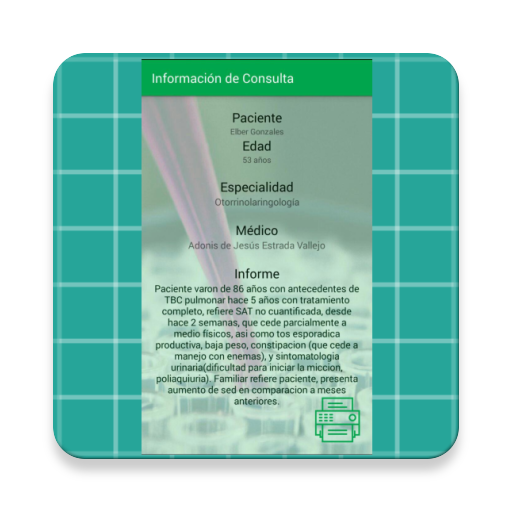 Información de Consulta
Paciente
Elber Gonzales
Edad
53 años
Especialidad
Otorrinolaringología
Médico
Adonis de Jesús Estrada Vallejo
Informe
Paciente varon de 86 años con antecedentes de
TBC pulmonar hace 5 años con tratamiento
completo, refiere SAT no cuantificada, desde
hace 2 semanas, que cede parcialmente a
medio físicos, asi como tos esporadica
productiva, baja peso, constipacion (que cede a
manejo con enemas), y sintomatologia
urinaria(dificultad para iniciar la miccion,
poliaquiuria). Familiar refiere paciente, presenta
aumento de sed en comparacion a meses
anteriores.